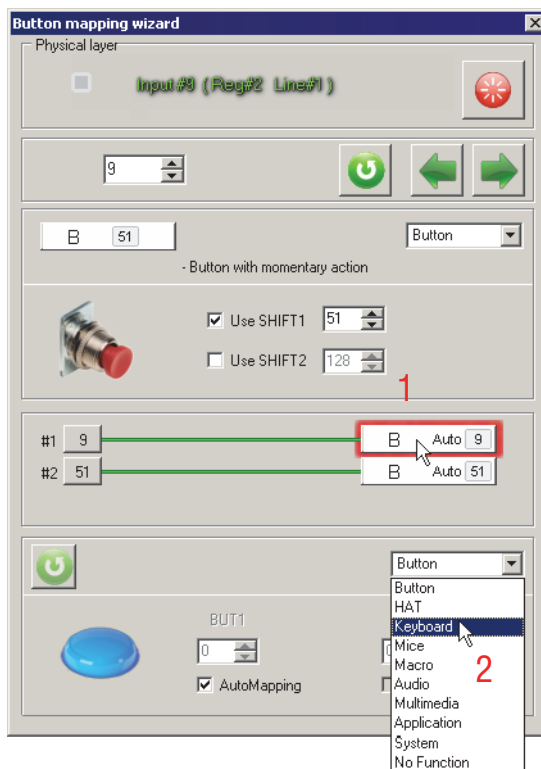 Button mapping wizard
Physical layer
Input#9 (Reg#2 Line#1)
9
B 51
Button
- Button with momentary action
Use SHIFT1 51
Use SHIFT2 128
1
#1 9 B Auto 9
#2 51 B Auto 51
Button
Button
HAT
Keyboard
Mice
Macro
Audio
Multimedia
Application
System
No Function
2
BUT1
0
AutoMapping